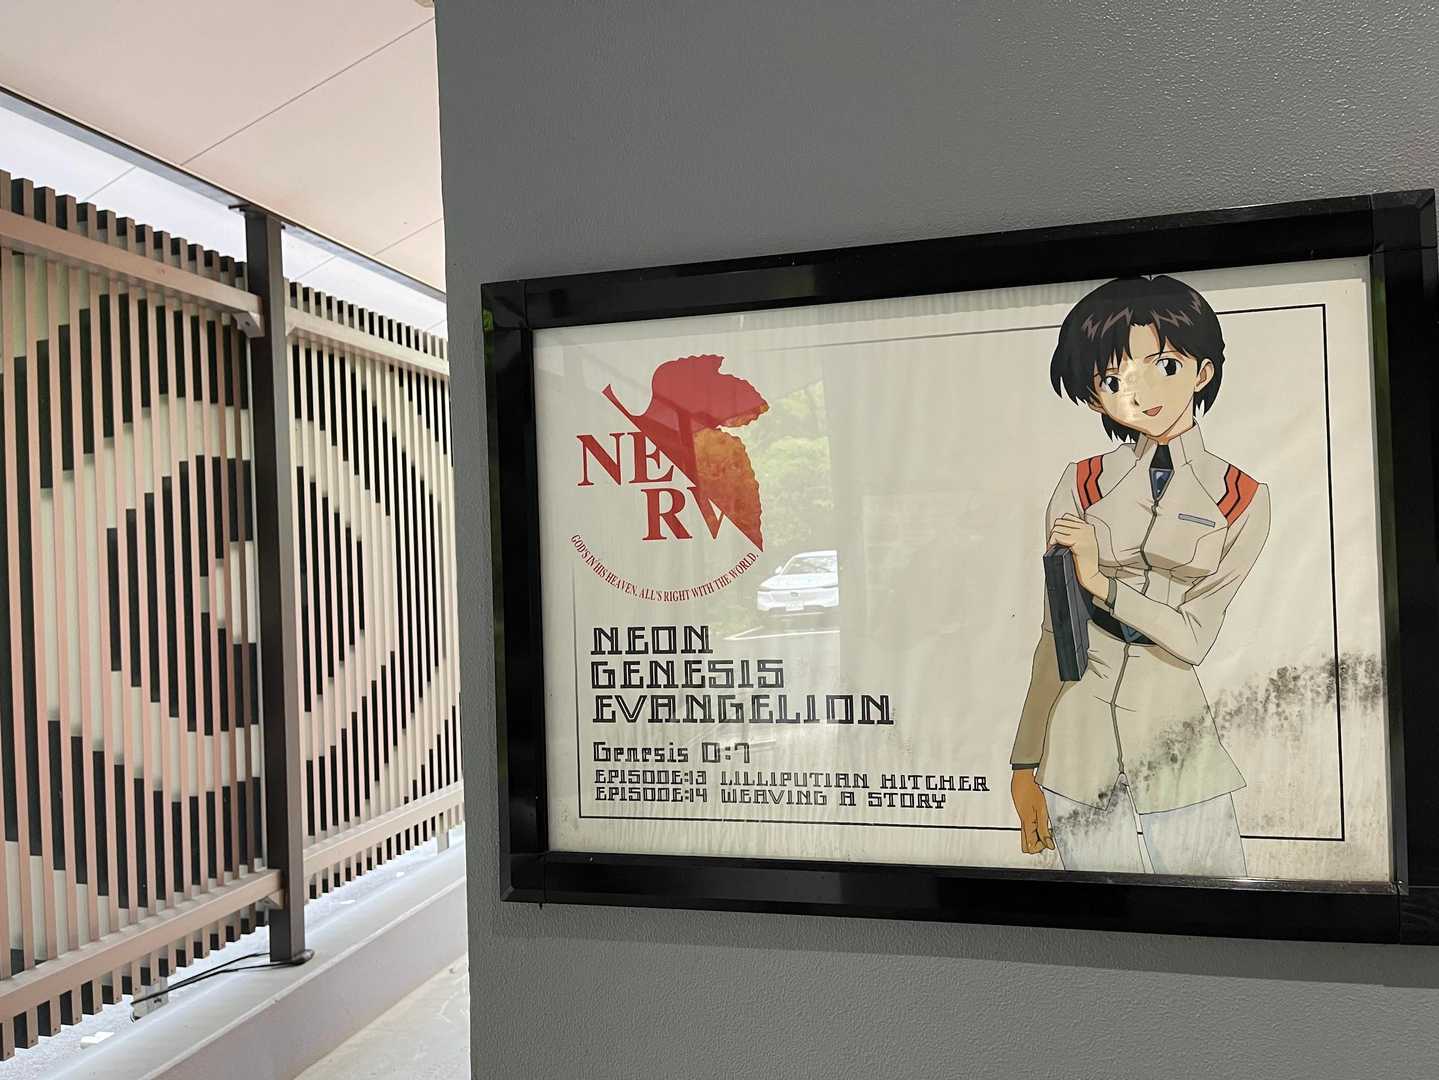 NERV
GOD'S IN HIS HEAVEN. ALL'S RIGHT WITH THE WORLD.
NEON
GENESIS
EVANGELION
Genesis 0:7
EPISODE:13 LILLIPUTIAN HITCHER
EPISODE:14 WEAVING A STORY